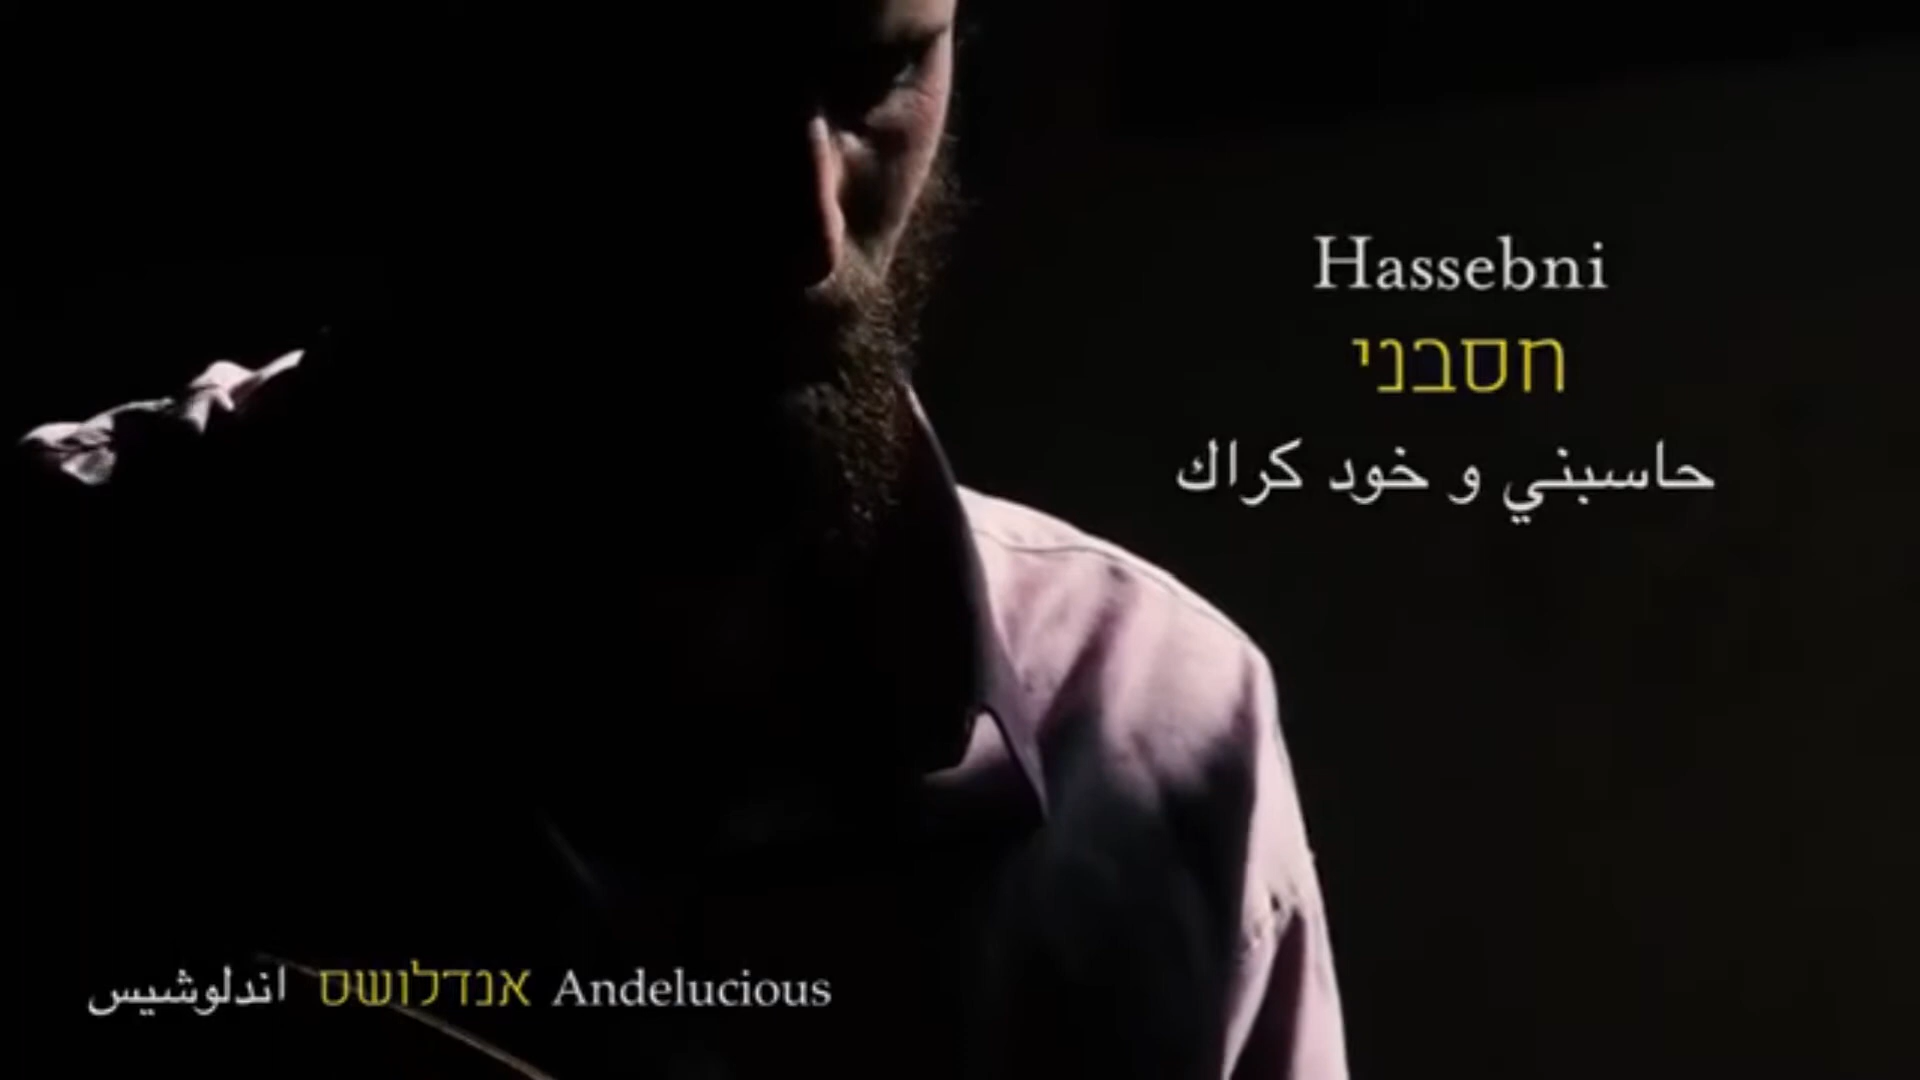 Hassebni
חסבני
حاسبني و خود كراك
اندلوشيس אנדלושס Andelucious